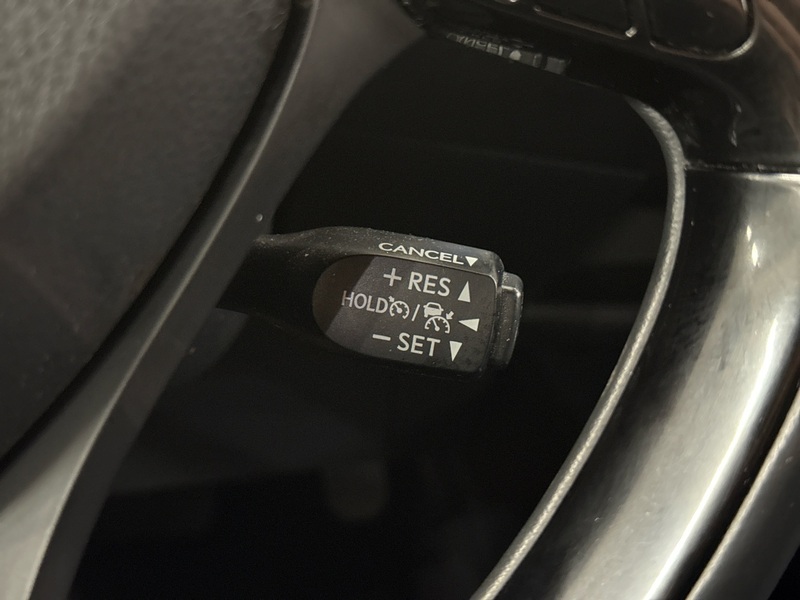 CANCEL▼
+ RES ▲
HOLD / ◀
− SET ▼